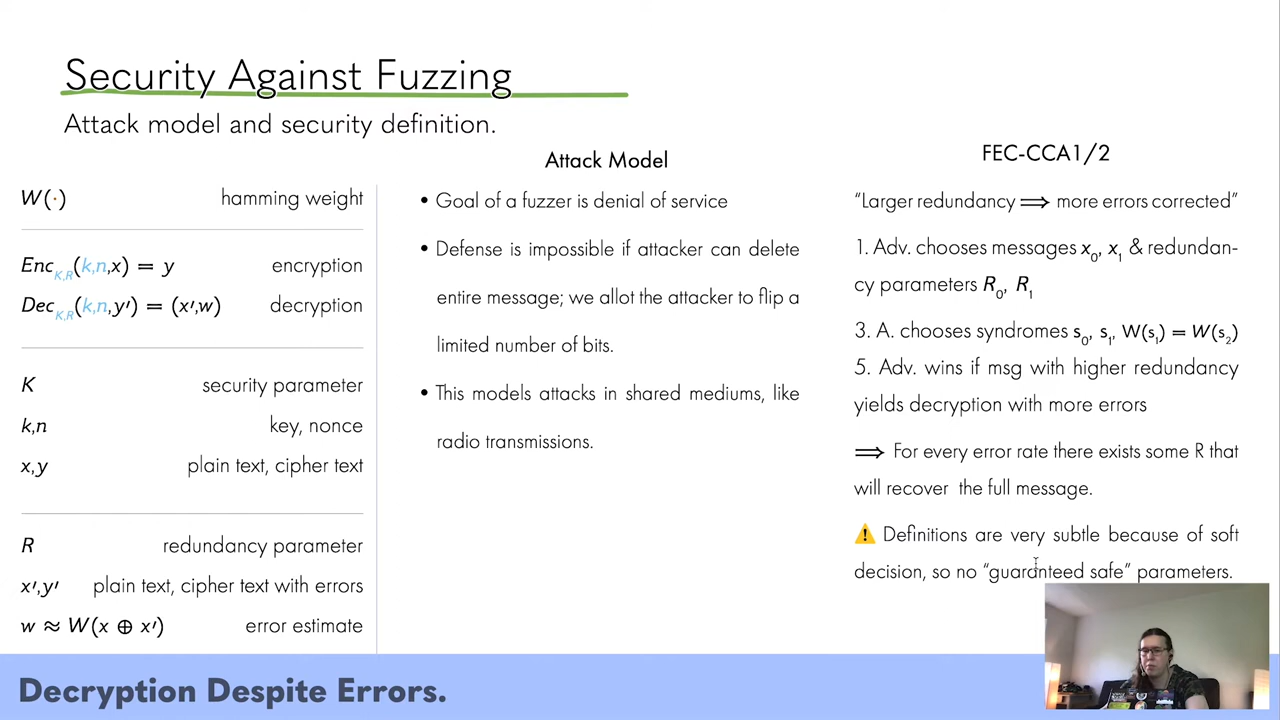 Security Against Fuzzing
Attack model and security definition.
W(·) hamming weight
Enc_K,R(k,n,x) = y encryption
Dec_K,R(k,n,y′) = (x′,w) decryption
K security parameter
k,n key, nonce
x,y plain text, cipher text
R redundancy parameter
x′,y′ plain text, cipher text with errors
w ≈ W(x ⊕ x′) error estimate
Attack Model
• Goal of a fuzzer is denial of service
• Defense is impossible if attacker can delete
entire message; we allot the attacker to flip a
limited number of bits.
• This models attacks in shared mediums, like
radio transmissions.
FEC-CCA1/2
“Larger redundancy ⟹ more errors corrected”
1. Adv. chooses messages x₀, x₁ & redundan-
cy parameters R₀, R₁
3. A. chooses syndromes s₀, s₁, W(s₁) = W(s₂)
5. Adv. wins if msg with higher redundancy
yields decryption with more errors
⟹ For every error rate there exists some R that
will recover the full message.
⚠ Definitions are very subtle because of soft
decision, so no “guaranteed safe” parameters.
Decryption Despite Errors.